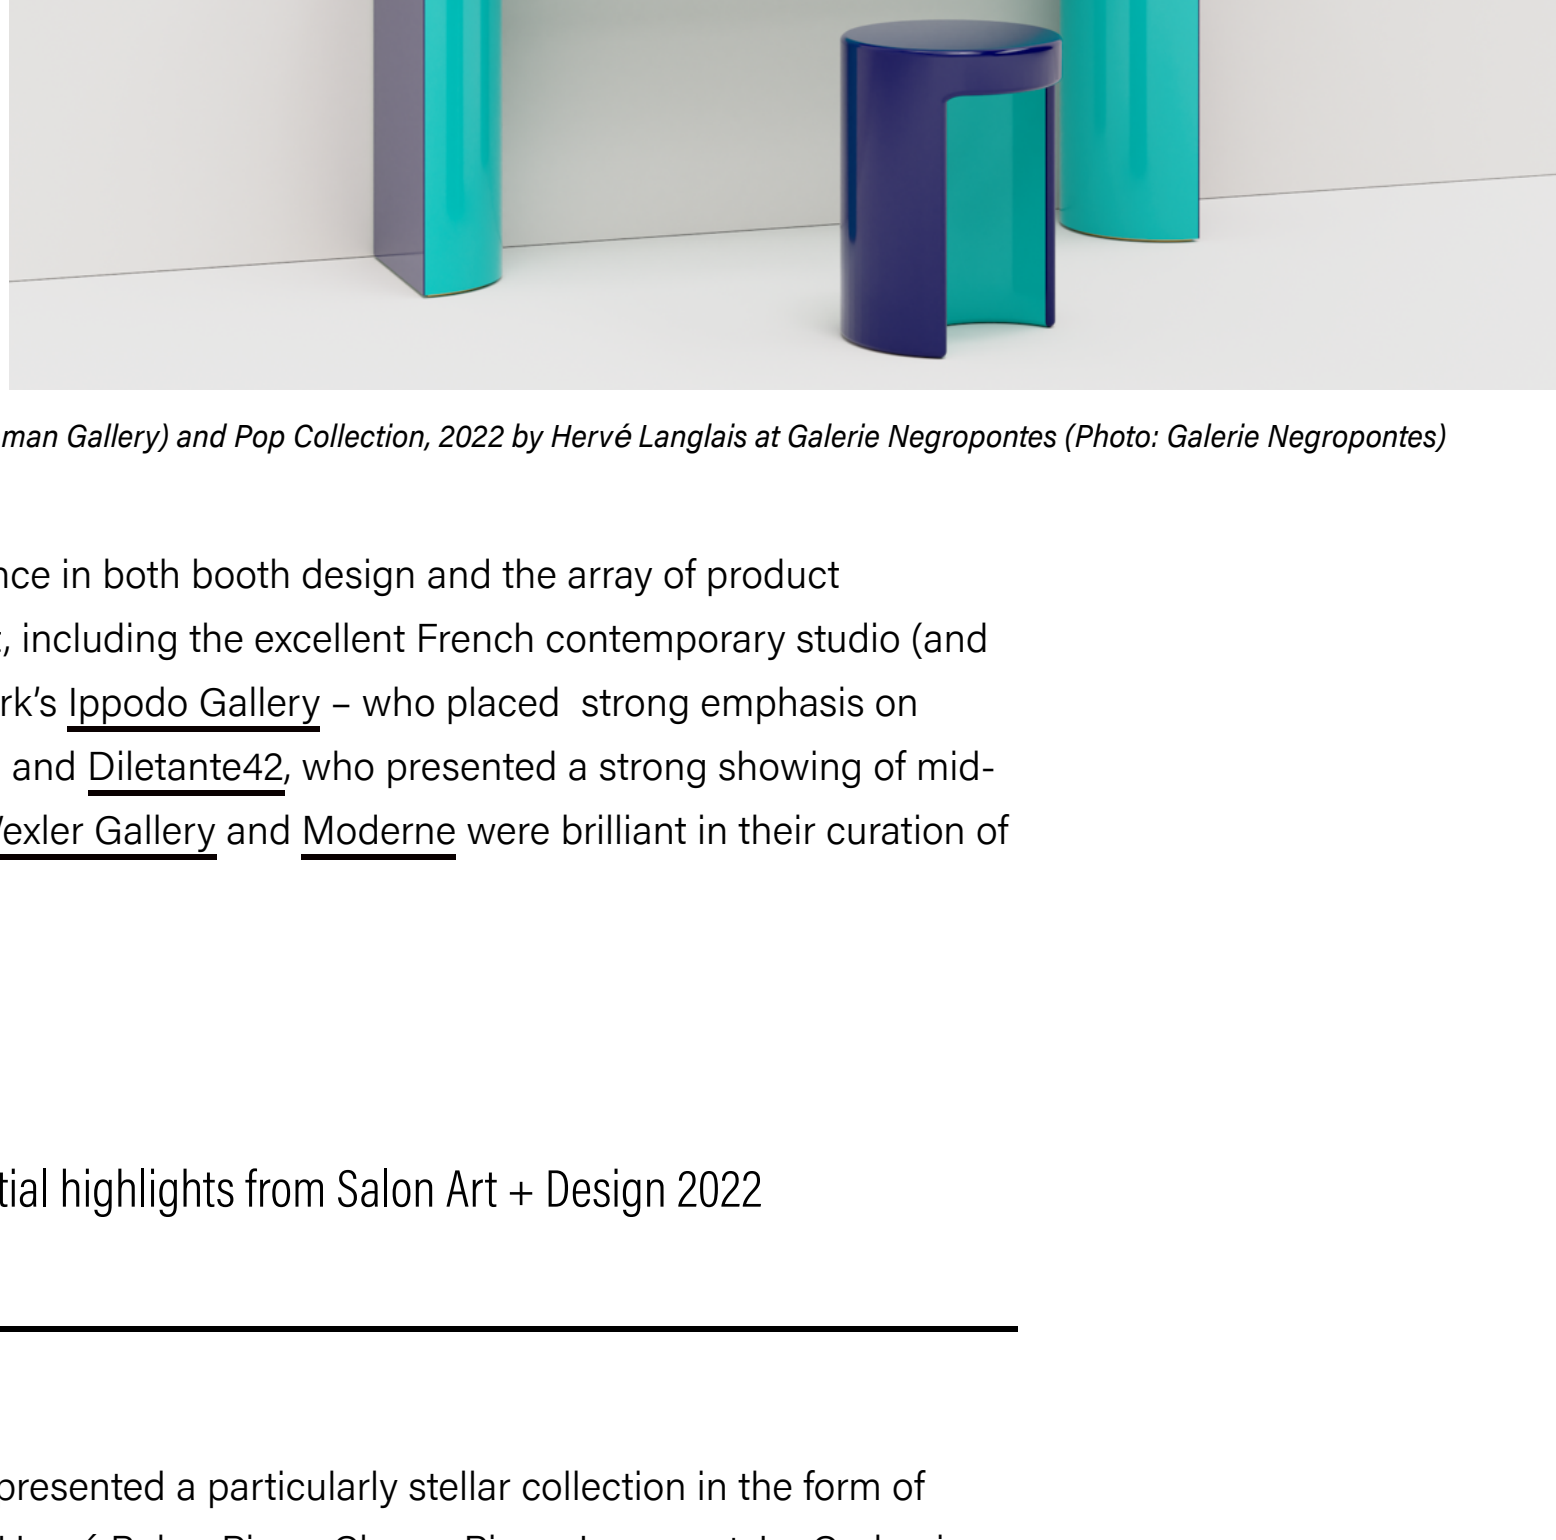 man Gallery) and Pop Collection, 2022 by Hervé Langlais at Galerie Negropontes (Photo: Galerie Negropontes)
nce in both booth design and the array of product
, including the excellent French contemporary studio (and
rk's Ippodo Gallery – who placed strong emphasis on
and Diletante42, who presented a strong showing of mid-
exler Gallery and Moderne were brilliant in their curation of
tial highlights from Salon Art + Design 2022
presented a particularly stellar collection in the form of